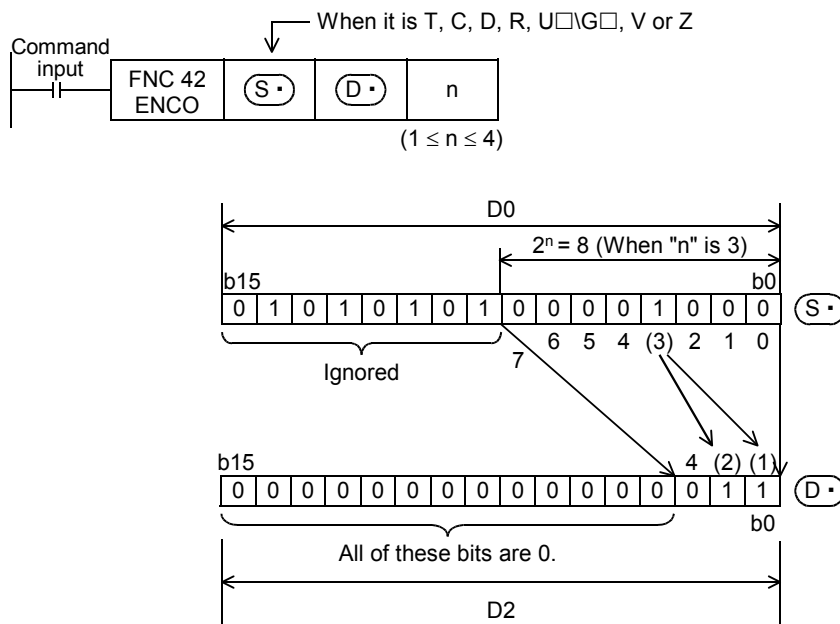 When it is T, C, D, R, U□\G□, V or Z
Command
input
FNC 42
ENCO
S・
D・
n
(1 ≤ n ≤ 4)
D0
2ⁿ = 8 (When "n" is 3)
b15
b0
0 1 0 1 0 1 0 1 0 0 0 0 1 0 0 0
S・
7 6 5 4 (3) 2 1 0
Ignored
b15
4 (2) (1)
0 0 0 0 0 0 0 0 0 0 0 0 0 0 1 1
D・
b0
All of these bits are 0.
D2